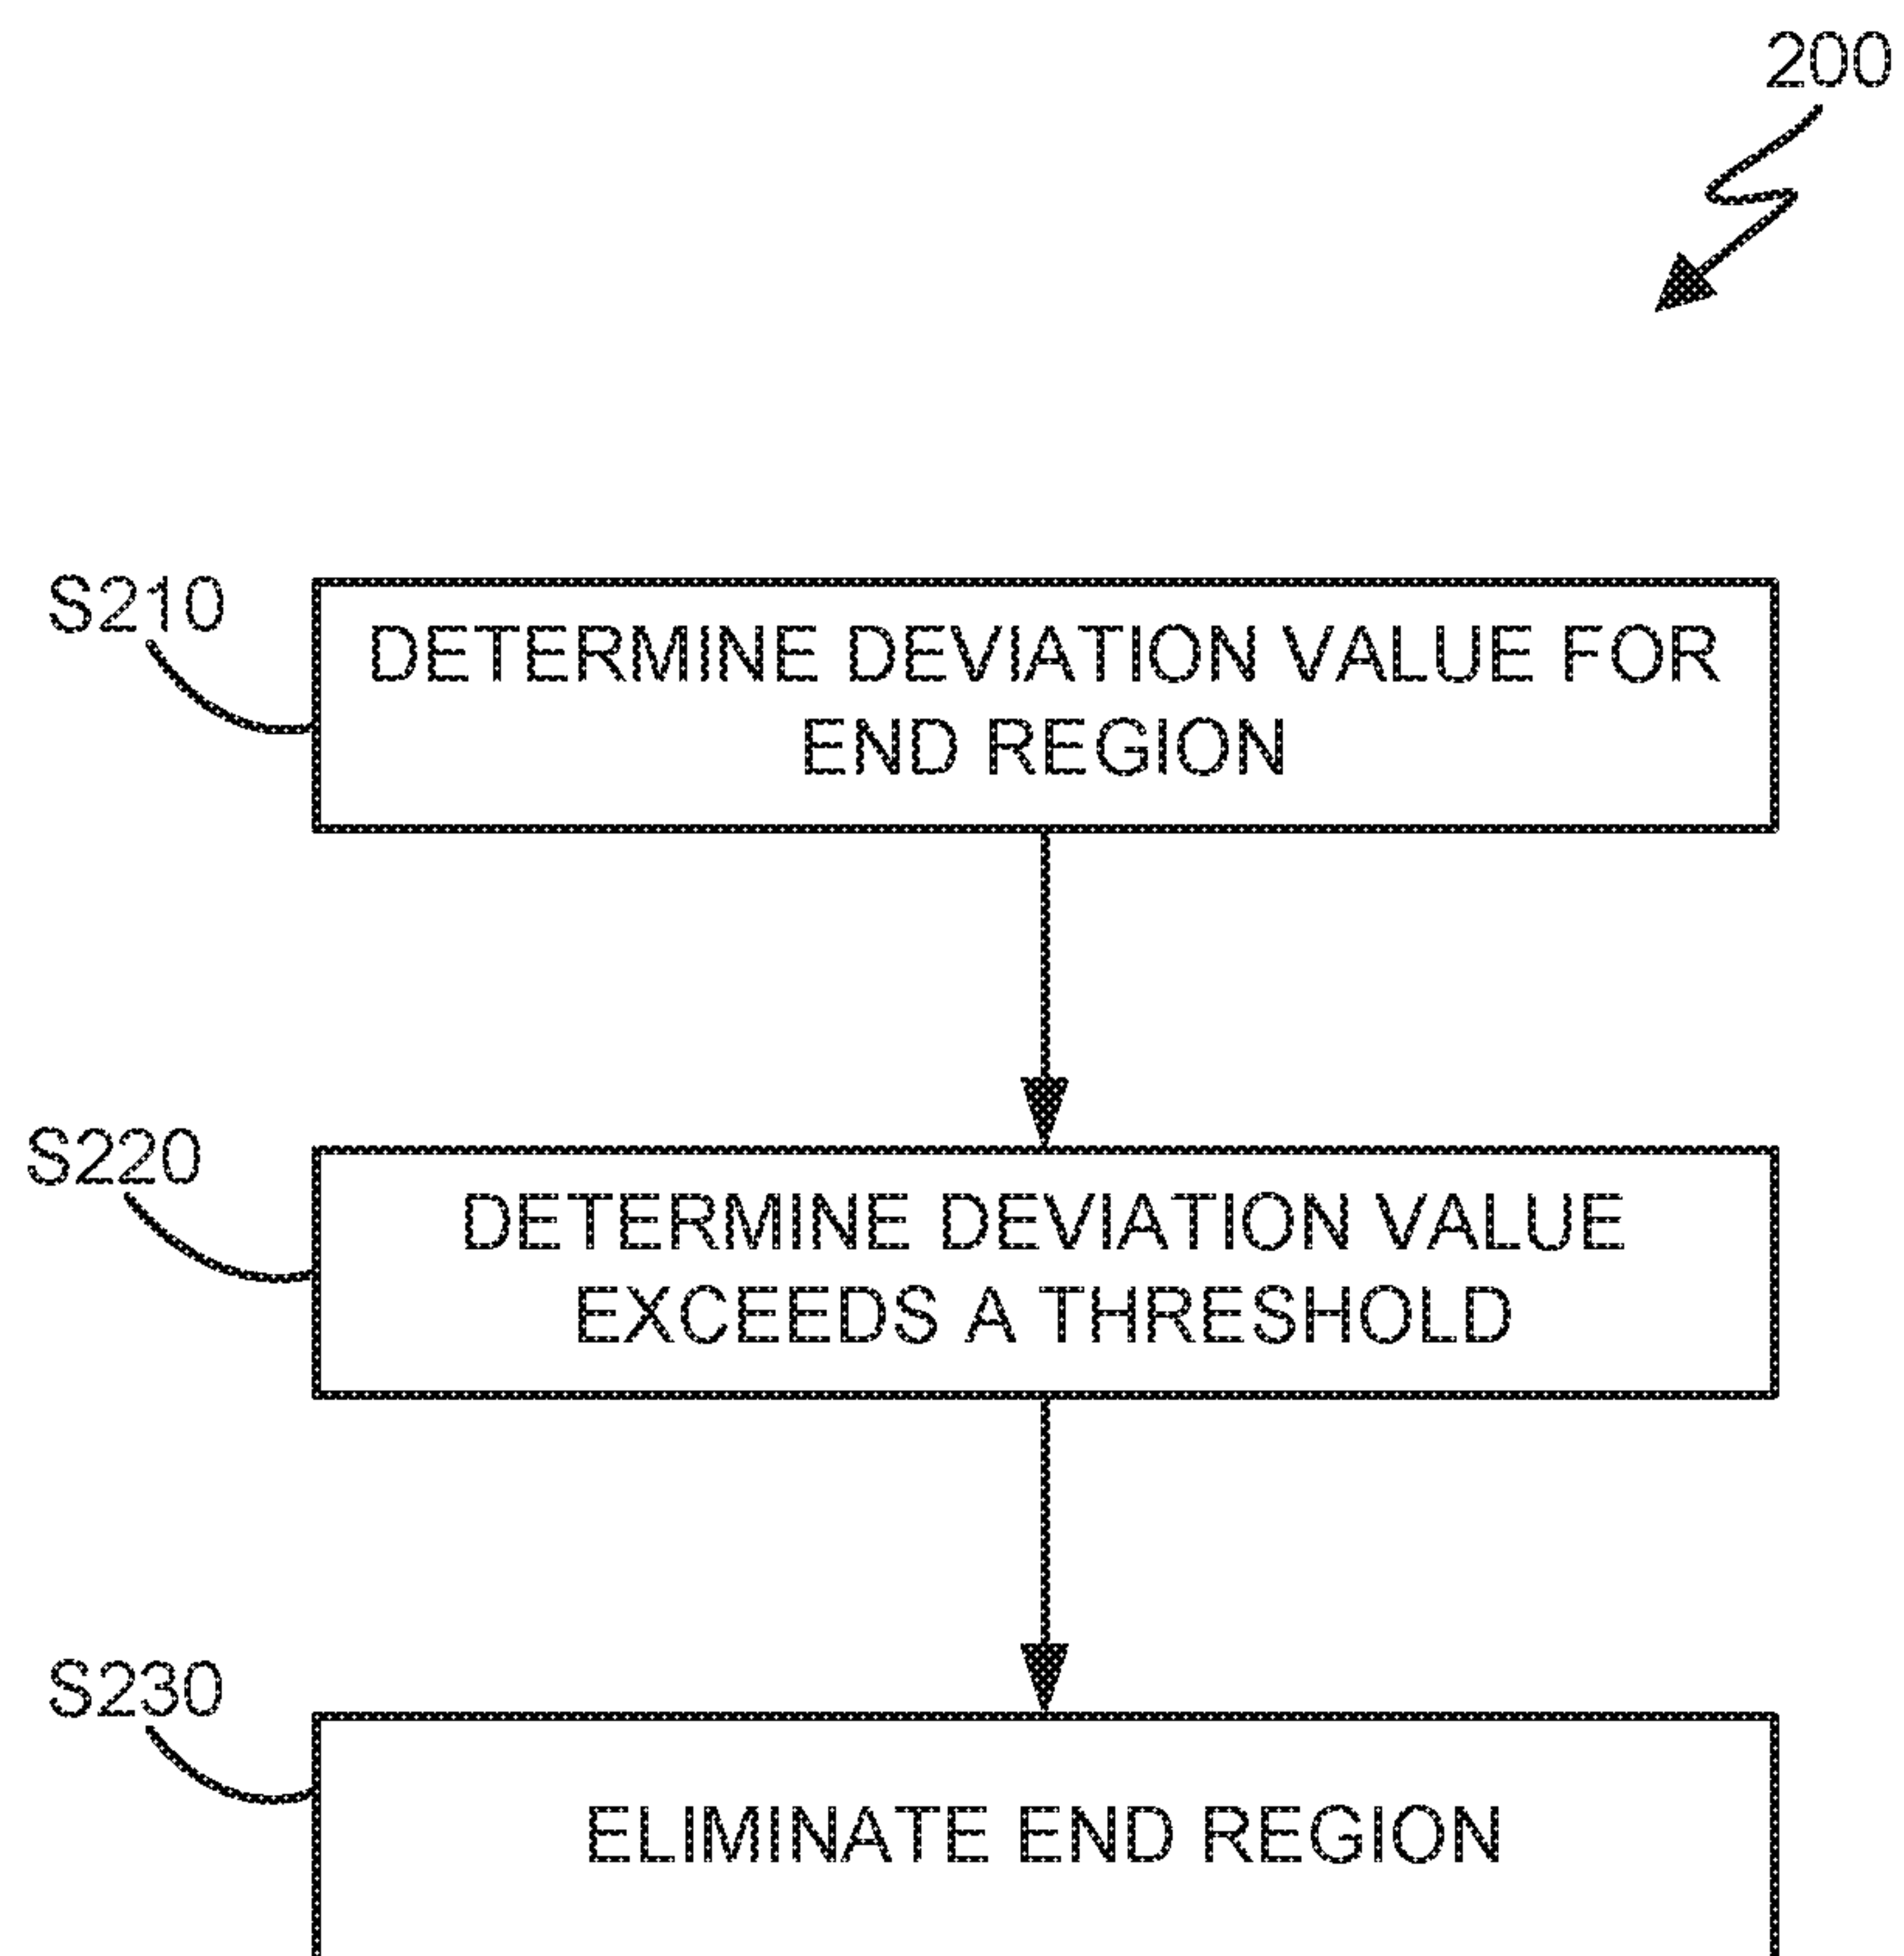 200
S210
DETERMINE DEVIATION VALUE FOR
END REGION
S220
DETERMINE DEVIATION VALUE
EXCEEDS A THRESHOLD
S230
ELIMINATE END REGION